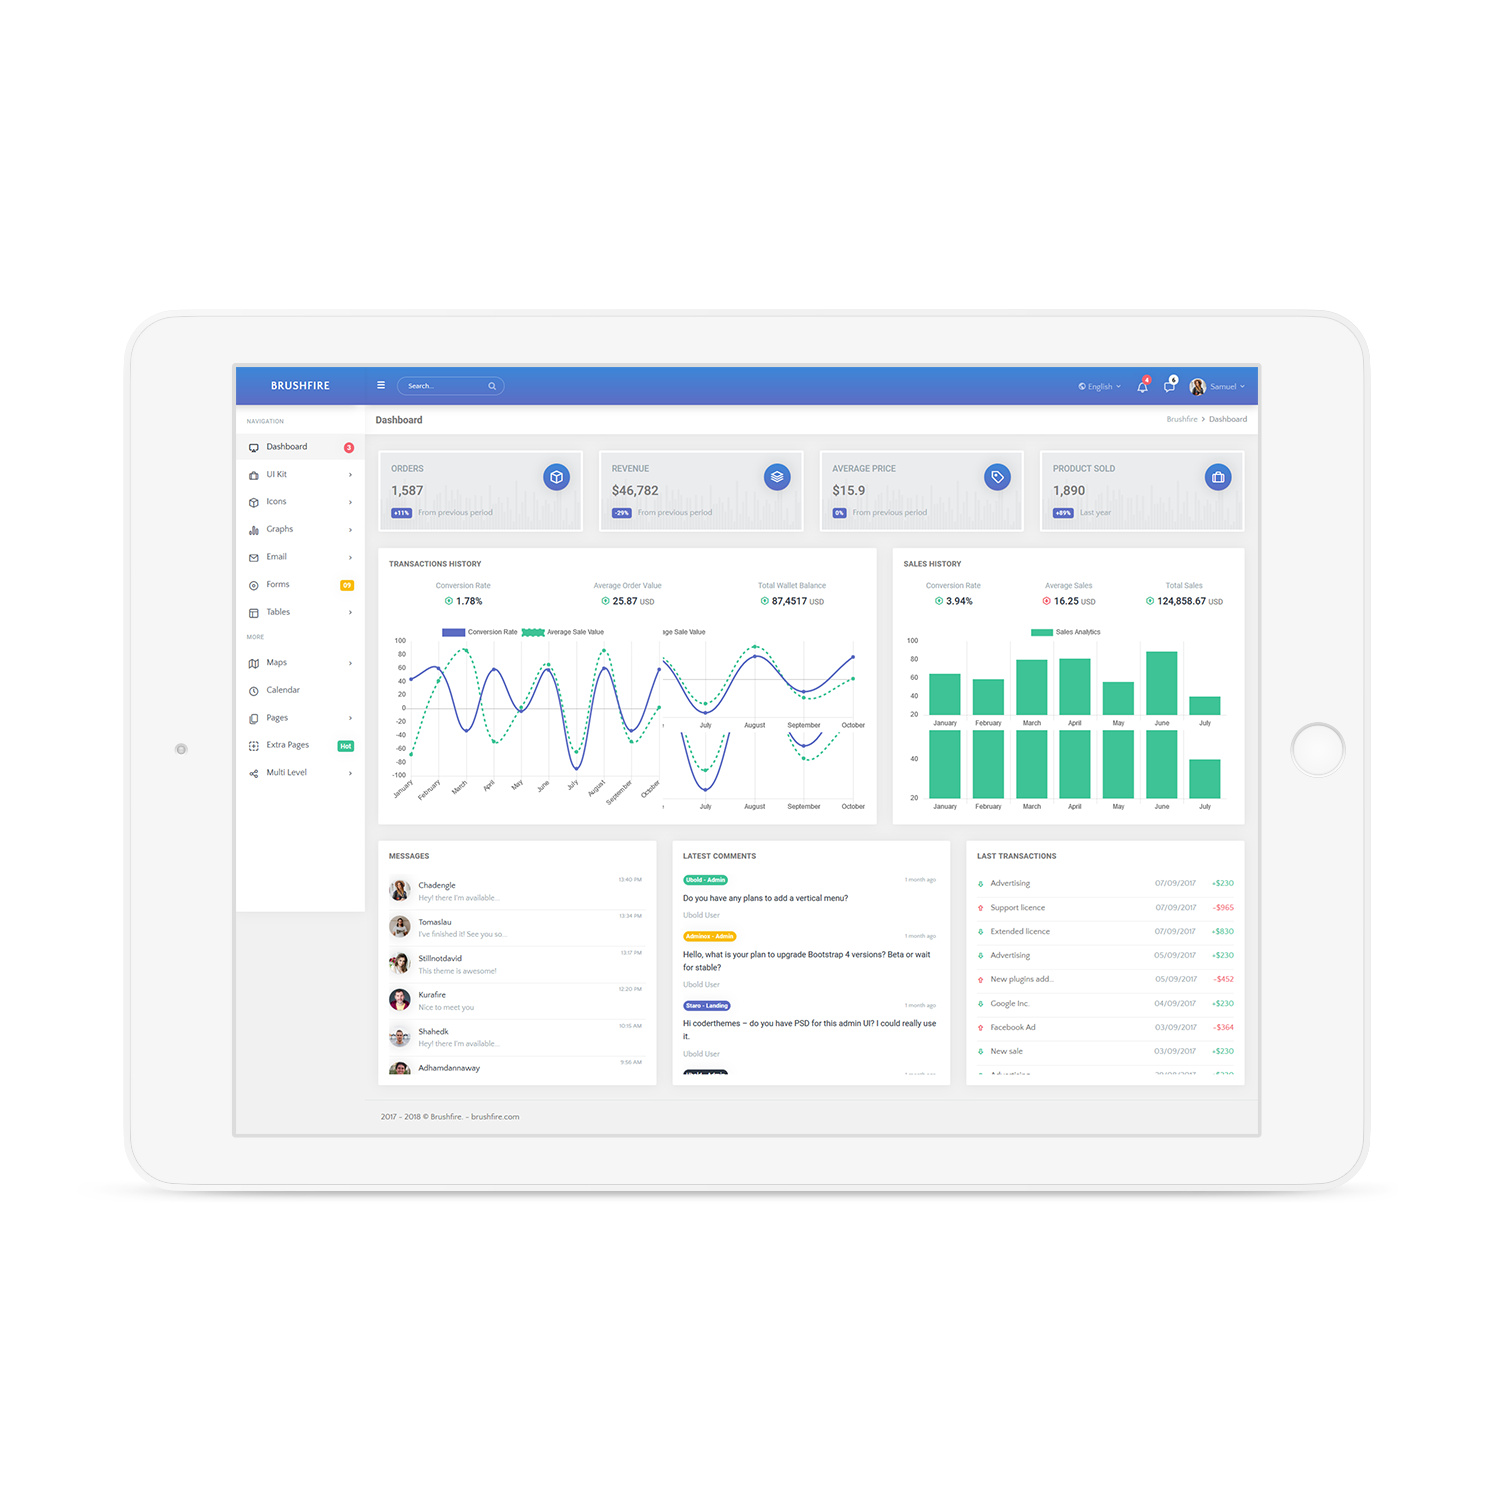 BRUSHFIRE
Search...
English
4
6
Samuel
NAVIGATION
Dashboard 3
UI Kit
Icons
Graphs
Email
Forms 09
Tables
MORE
Maps
Calendar
Pages
Extra Pages Hot
Multi Level
Dashboard
Brushfire > Dashboard
ORDERS
1,587
+11% From previous period
REVENUE
$46,782
-29% From previous period
AVERAGE PRICE
$15.9
0% From previous period
PRODUCT SOLD
1,890
+89% Last year
TRANSACTIONS HISTORY
Conversion Rate
1.78%
Average Order Value
25.87 USD
Total Wallet Balance
87,4517 USD
Conversion Rate Average Sale Value
age Sale Value
100
80
60
40
20
0
-20
-40
-60
-80
-100
January February March April May June July August September October
July August September October
July August September October
SALES HISTORY
Conversion Rate
3.94%
Average Sales
16.25 USD
Total Sales
124,858.67 USD
Sales Analytics
100
80
60
40
20
January February March April May June July
40
20
January February March April May June July
MESSAGES
Chadengle 13:40 PM
Hey! there I'm available...
Tomaslau 13:34 PM
I've finished it! See you so...
Stillnotdavid 13:17 PM
This theme is awesome!
Kurafire 12:20 PM
Nice to meet you
Shahedk 10:15 AM
Hey! there I'm available...
Adhamdannaway 9:56 AM
LATEST COMMENTS
Ubold - Admin 1 month ago
Do you have any plans to add a vertical menu?
Ubold User
Adminox - Admin 1 month ago
Hello, what is your plan to upgrade Bootstrap 4 versions? Beta or wait
for stable?
Ubold User
Staro - Landing 1 month ago
Hi coderthemes – do you have PSD for this admin UI? I could really use
it.
Ubold User
LAST TRANSACTIONS
Advertising 07/09/2017 +$230
Support licence 07/09/2017 -$965
Extended licence 07/09/2017 +$830
Advertising 05/09/2017 +$230
New plugins add... 05/09/2017 -$452
Google Inc. 04/09/2017 +$230
Facebook Ad 03/09/2017 -$364
New sale 03/09/2017 +$230
2017 - 2018 © Brushfire. - brushfire.com